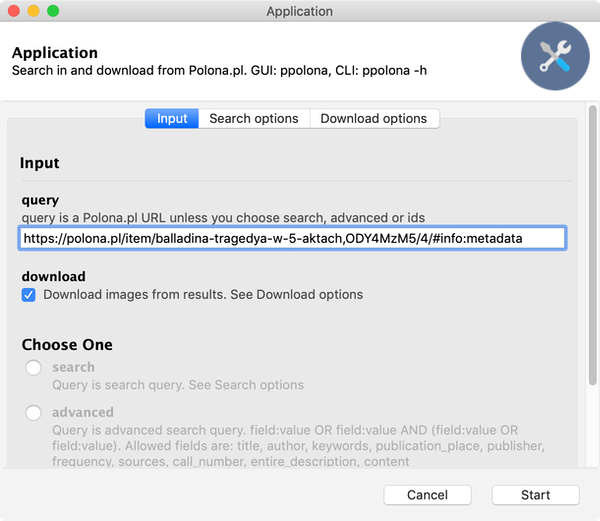 Application
Application
Search in and download from Polona.pl. GUI: ppolona, CLI: ppolona -h
Input
Search options
Download options
Input
query
query is a Polona.pl URL unless you choose search, advanced or ids
https://polona.pl/item/balladina-tragedya-w-5-aktach,ODY4MzM5/4/#info:metadata
download
Download images from results. See Download options
Choose One
search
Query is search query. See Search options
advanced
Query is advanced search query. field:value OR field:value AND (field:value OR
field:value). Allowed fields are: title, author, keywords, publication_place, publisher,
frequency, sources, call_number, entire_description, content
Cancel
Start